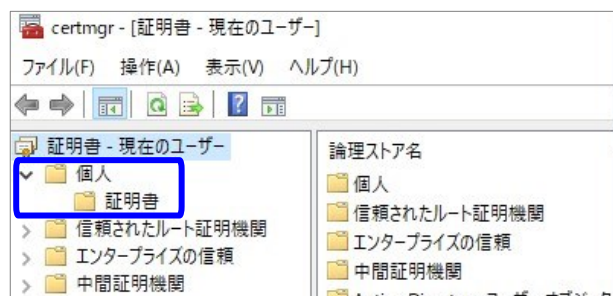 certmgr - [証明書 - 現在のユーザー]
ファイル(F) 操作(A) 表示(V) ヘルプ(H)
証明書 - 現在のユーザー
個人
証明書
信頼されたルート証明機関
エンタープライズの信頼
中間証明機関
論理ストア名
個人
信頼されたルート証明機関
エンタープライズの信頼
中間証明機関